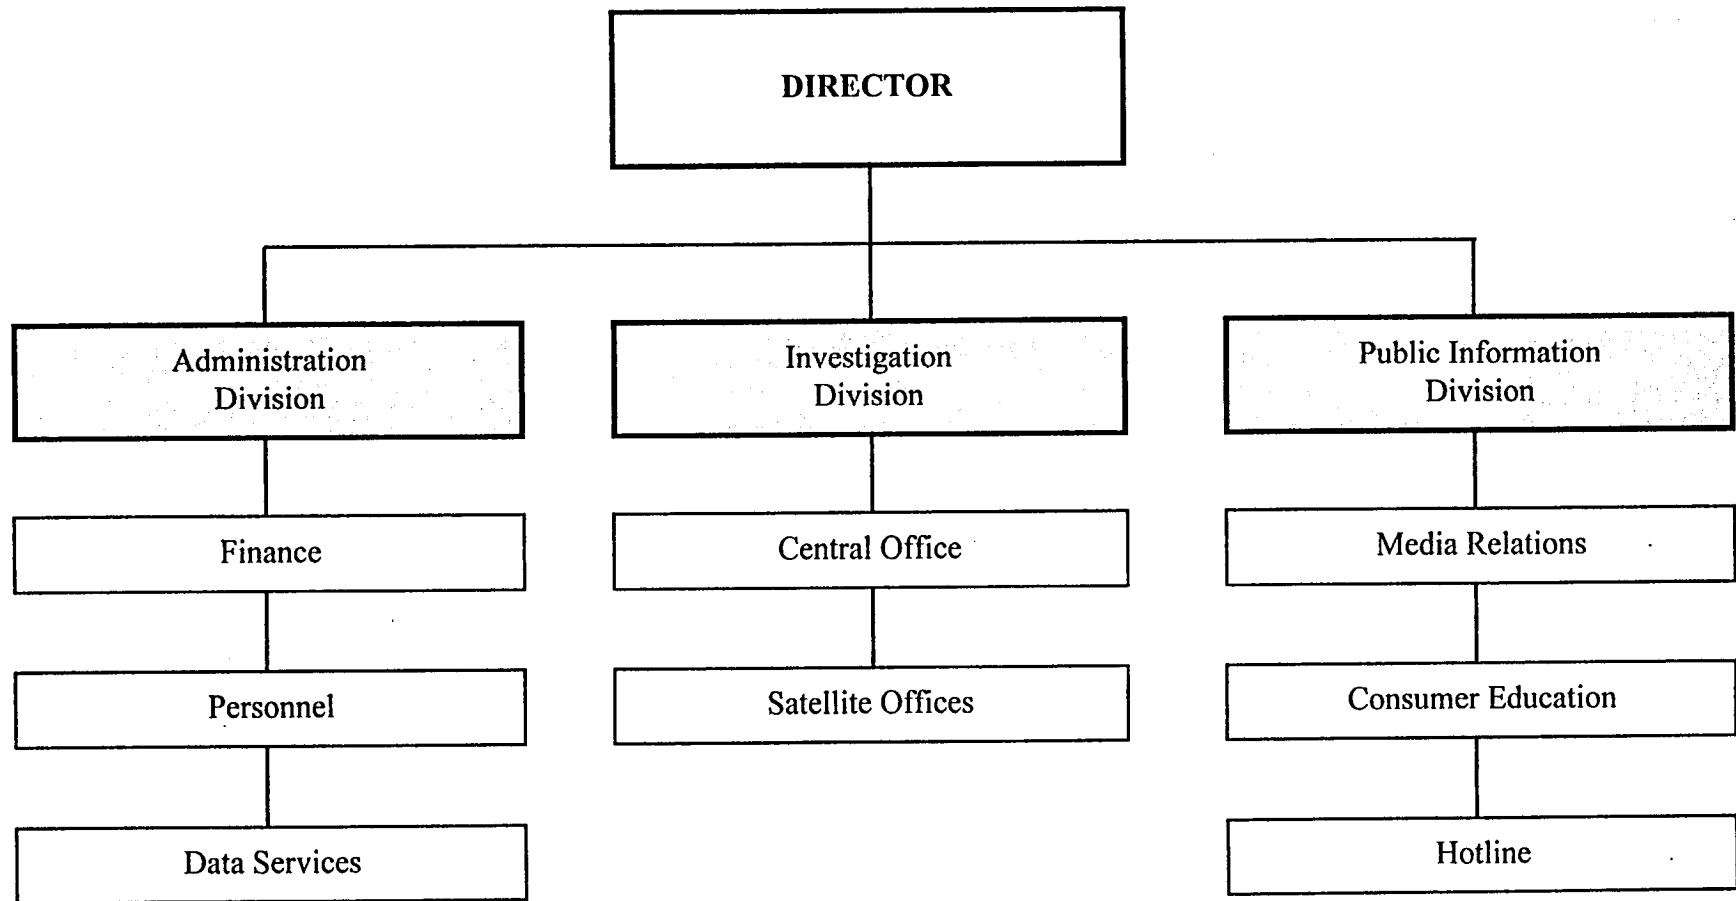 DIRECTOR
Administration
Division
Finance
Personnel
Data Services
Investigation
Division
Central Office
Satellite Offices
Public Information
Division
Media Relations
Consumer Education
Hotline